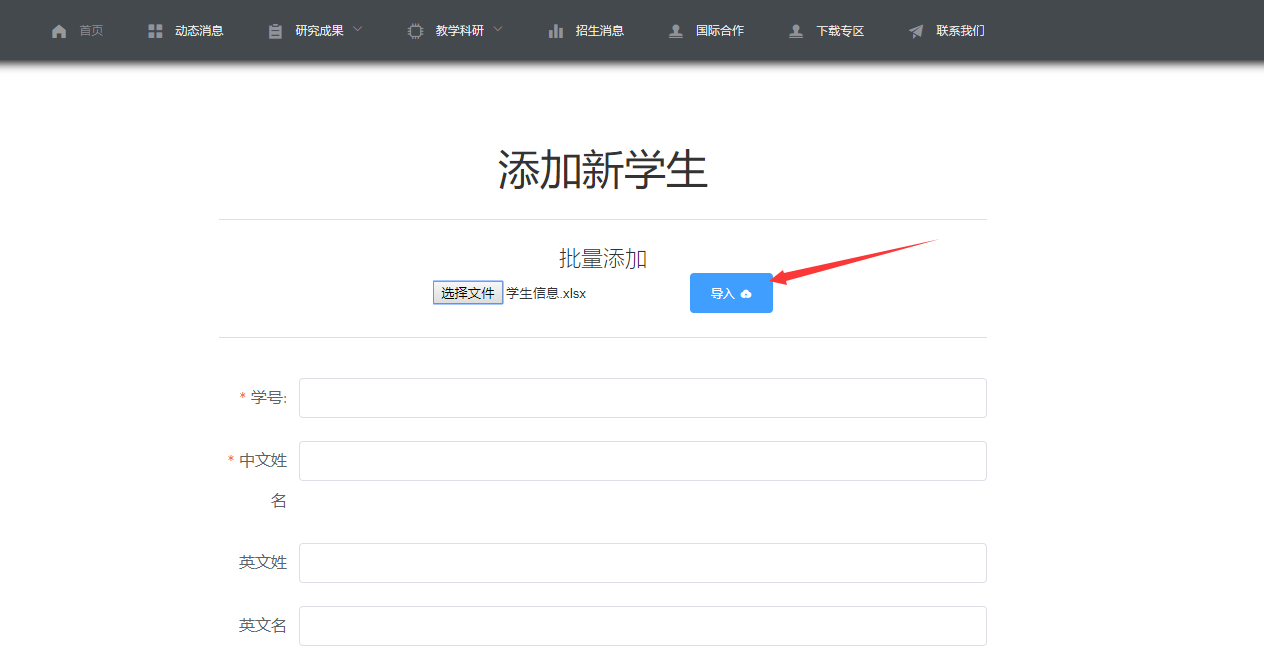 首页 动态消息 研究成果 教学科研 招生消息 国际合作 下载专区 联系我们
添加新学生
批量添加
选择文件 学生信息.xlsx 导入
* 学号:
* 中文姓
名
英文姓
英文名